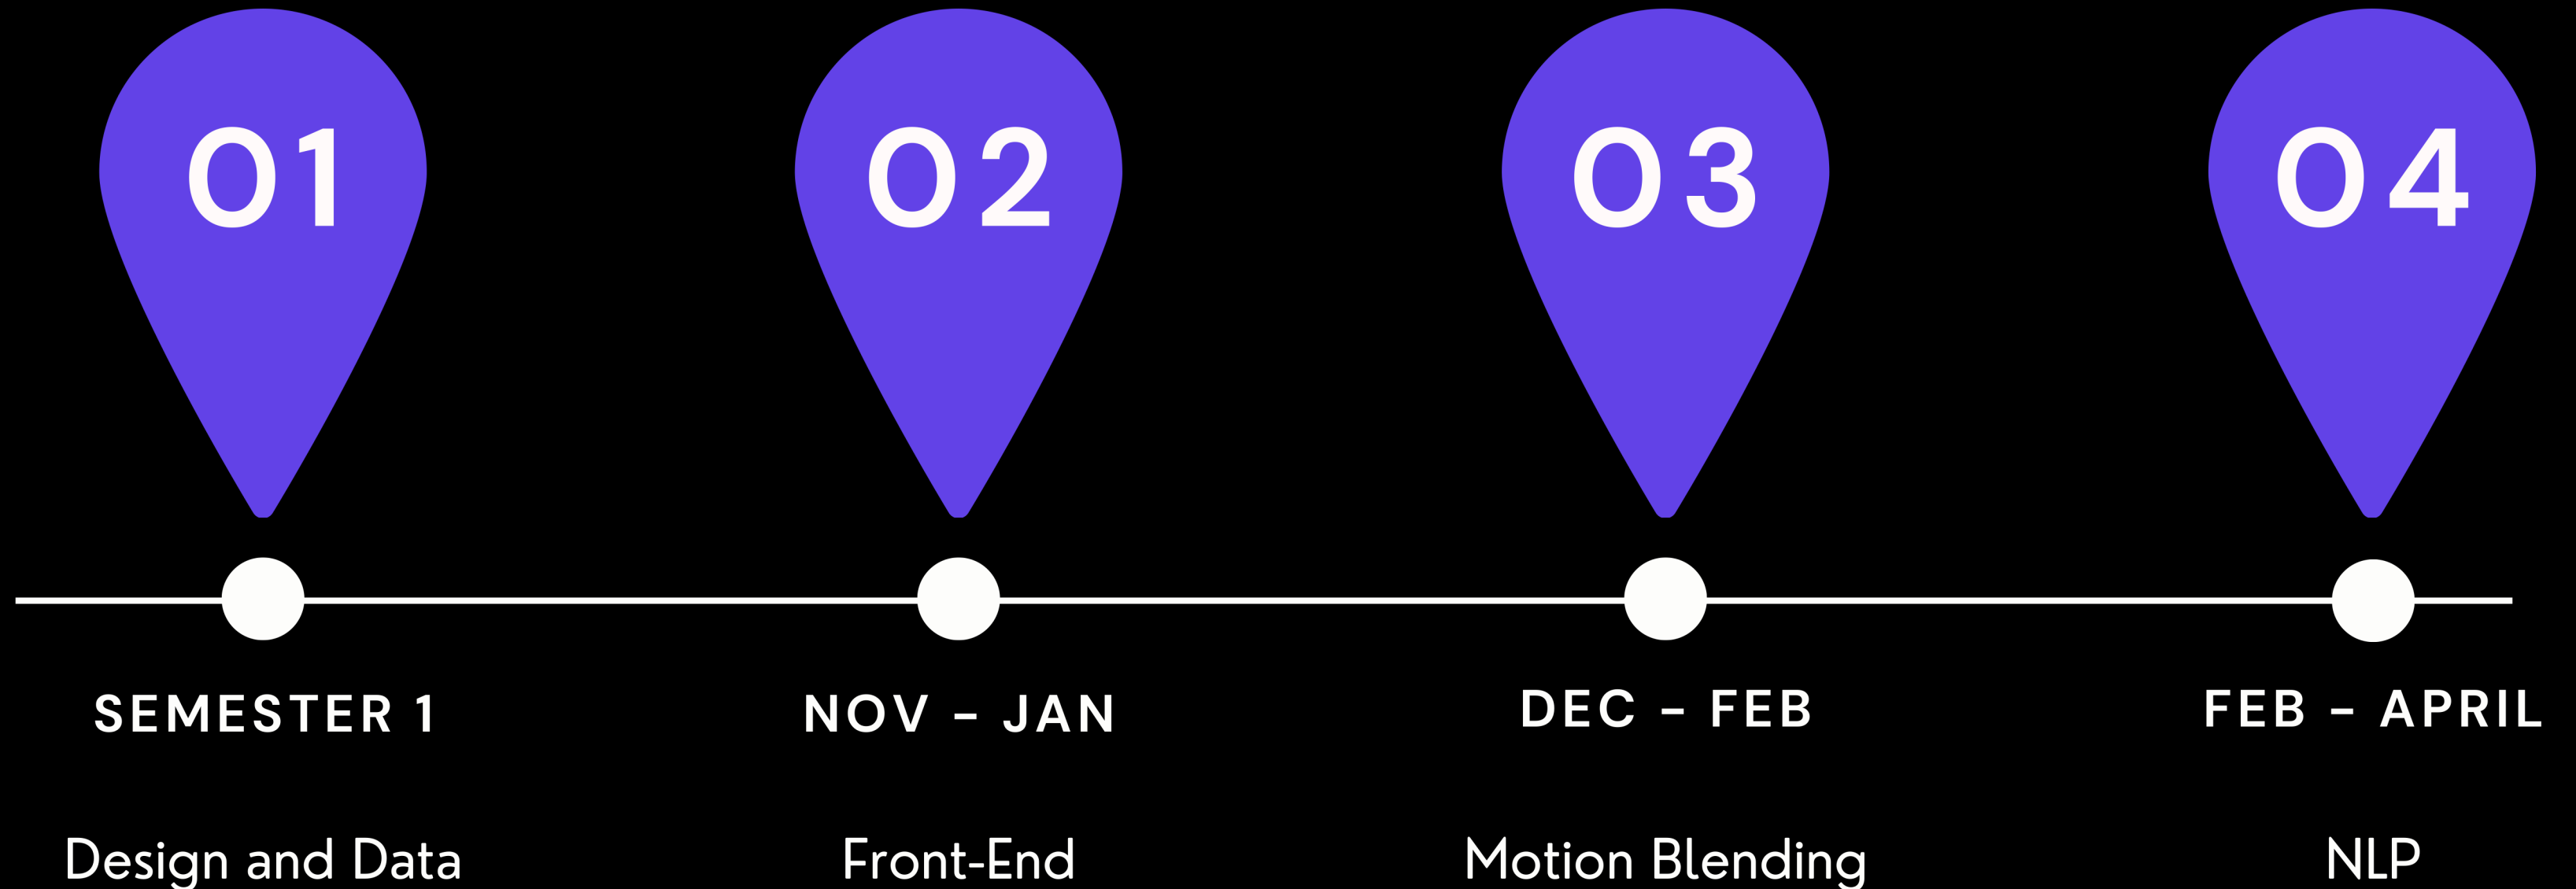 01
02
03
04
SEMESTER 1
NOV – JAN
DEC – FEB
FEB – APRIL
Design and Data
Front-End
Motion Blending
NLP